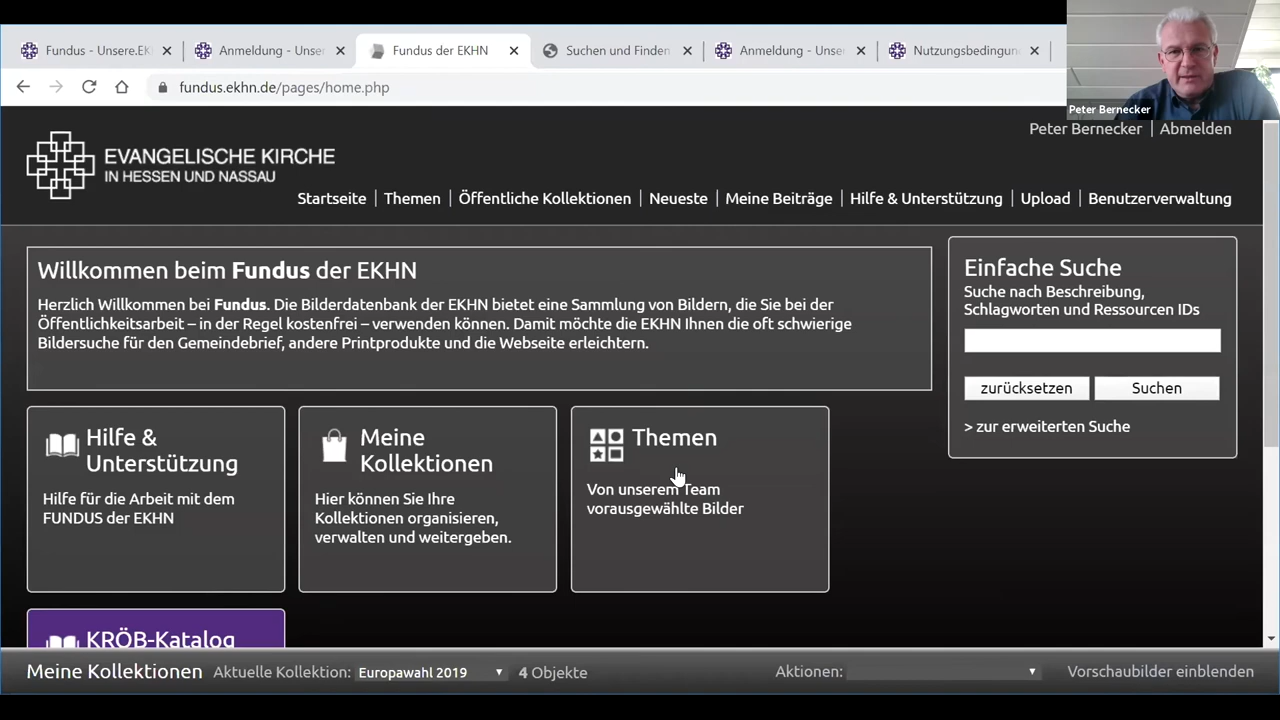 Fundus - Unsere.EK
Anmeldung - Unser
Fundus der EKHN
Suchen und Finden
Anmeldung - Unse
Nutzungsbedingun
fundus.ekhn.de/pages/home.php
Peter Bernecker
Peter Bernecker | Abmelden
EVANGELISCHE KIRCHE
IN HESSEN UND NASSAU
Startseite | Themen | Öffentliche Kollektionen | Neueste | Meine Beiträge | Hilfe & Unterstützung | Upload | Benutzerverwaltung
Willkommen beim Fundus der EKHN
Herzlich Willkommen bei Fundus. Die Bilderdatenbank der EKHN bietet eine Sammlung von Bildern, die Sie bei der
Öffentlichkeitsarbeit – in der Regel kostenfrei – verwenden können. Damit möchte die EKHN Ihnen die oft schwierige
Bildersuche für den Gemeindebrief, andere Printprodukte und die Webseite erleichtern.
Einfache Suche
Suche nach Beschreibung,
Schlagworten und Ressourcen IDs
zurücksetzen
Suchen
> zur erweiterten Suche
Hilfe &
Unterstützung
Hilfe für die Arbeit mit dem
FUNDUS der EKHN
Meine
Kollektionen
Hier können Sie Ihre
Kollektionen organisieren,
verwalten und weitergeben.
Themen
Von unserem Team
vorausgewählte Bilder
KRÖB-Katalog
Meine Kollektionen Aktuelle Kollektion: Europawahl 2019 4 Objekte Aktionen: Vorschaubilder einblenden